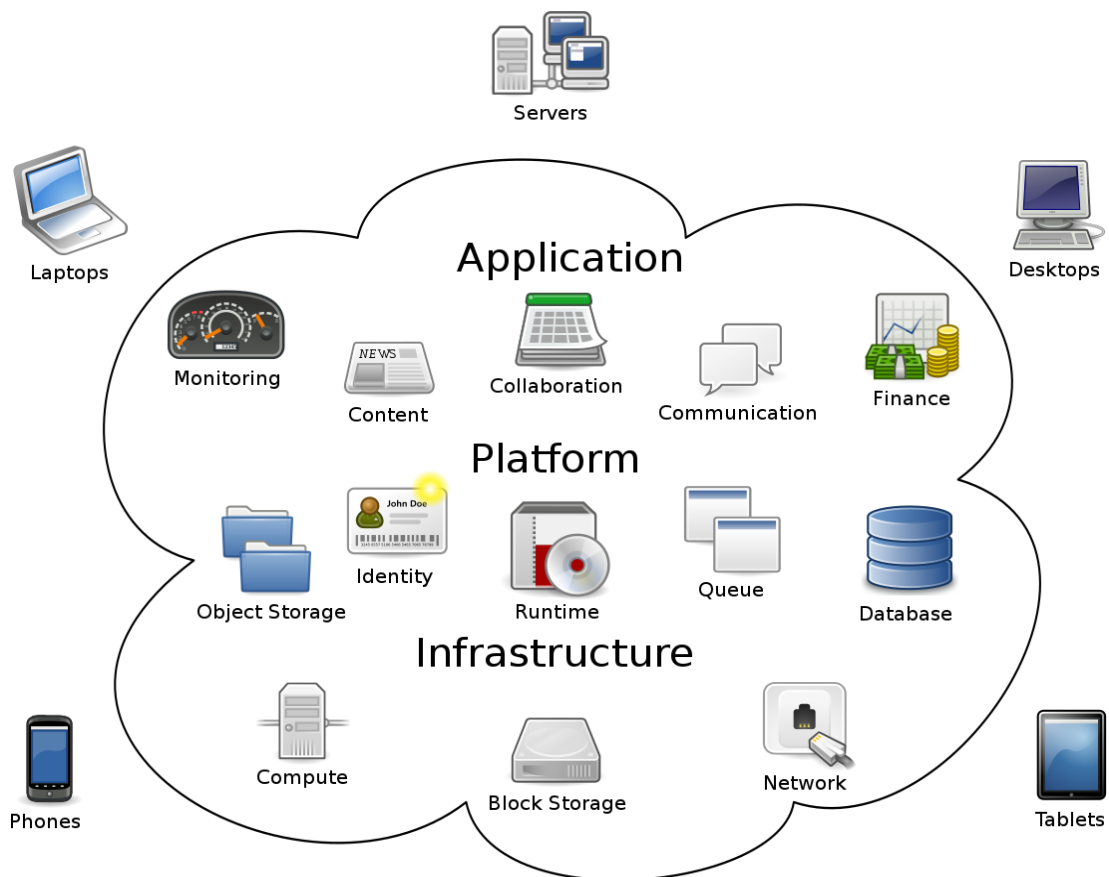 Servers
Laptops
Desktops
Application
Monitoring
NEWS
Content
Collaboration
Communication
Finance
Platform
Object Storage
John Doe
Identity
Runtime
Queue
Database
Infrastructure
Compute
Block Storage
Network
Phones
Tablets